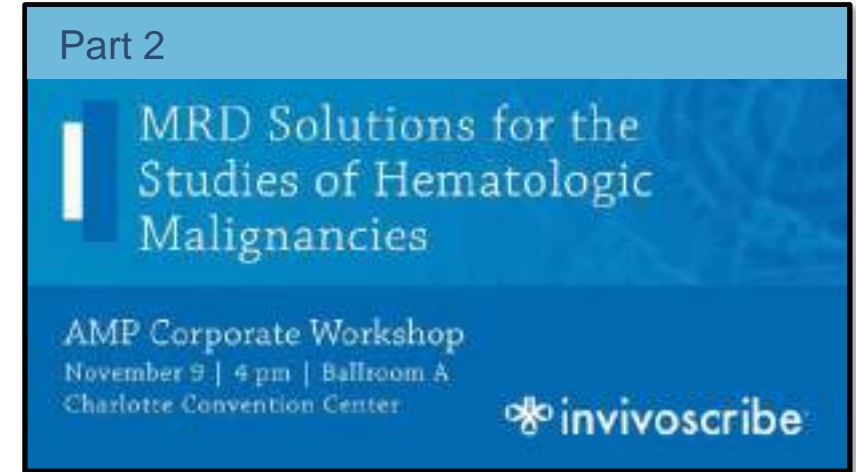 Part 2
MRD Solutions for the
Studies of Hematologic
Malignancies
AMP Corporate Workshop
November 9 | 4 pm | Ballroom A
Charlotte Convention Center
invivoscribe